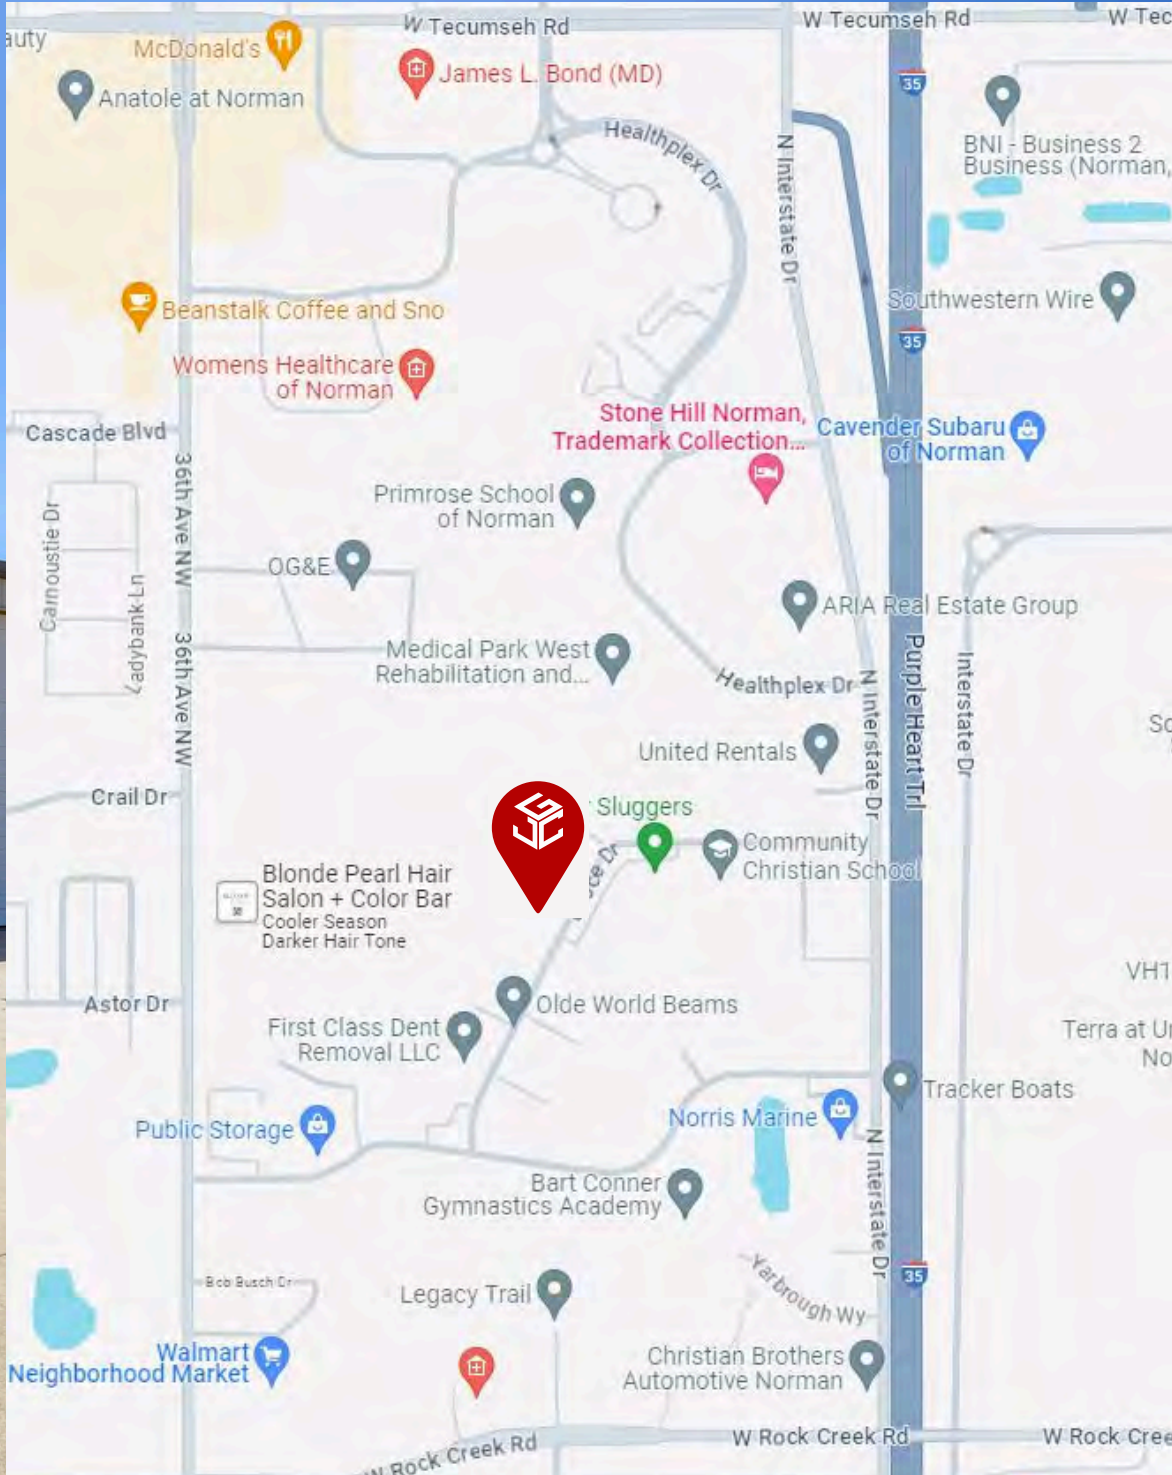 W Tecumseh Rd
W Tecumseh Rd
W Tec
auty
McDonald's
James L. Bond (MD)
35
Anatole at Norman
Healthplex Dr
N Interstate Dr
BNI - Business 2
Business (Norman,
Beanstalk Coffee and Sno
Southwestern Wire
35
Womens Healthcare
of Norman
Stone Hill Norman,
Trademark Collection...
Cavender Subaru
of Norman
Cascade Blvd
36th Ave NW
Primrose School
of Norman
Carnoustie Dr
OG&E
Ladybank Ln
ARIA Real Estate Group
36th Ave NW
Medical Park West
Rehabilitation and...
Healthplex Dr
N Interstate Dr
Purple Heart Trl
Interstate Dr
Sc
United Rentals
Crail Dr
Sluggers
Community
Christian School
Blonde Pearl Hair
Salon + Color Bar
Cooler Season
Darker Hair Tone
VH1
Astor Dr
Olde World Beams
First Class Dent
Removal LLC
Terra at Ur
No
Tracker Boats
Public Storage
Norris Marine
N Interstate Dr
Bart Conner
Gymnastics Academy
35
Bob Busch Dr
Legacy Trail
Yarbrough Wy
Walmart
Neighborhood Market
Christian Brothers
Automotive Norman
W Rock Creek Rd
W Rock Creek Rd
W Rock Cree